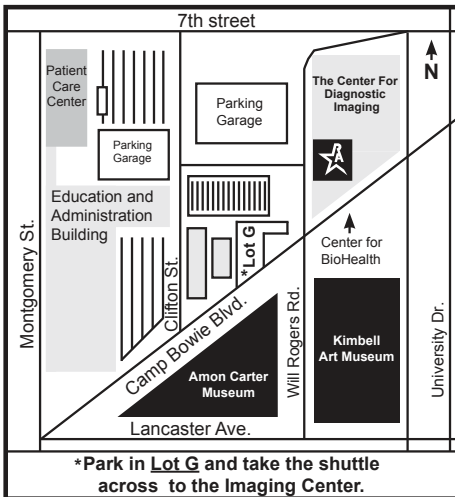 7th street
Patient
Care
Center
Parking
Garage
Parking
Garage
The Center For
Diagnostic
Imaging
N
A
Education and
Administration
Building
Montgomery St.
Clifton St.
*Lot G
Center for
BioHealth
Camp Bowie Blvd.
Will Rogers Rd.
University Dr.
Amon Carter
Museum
Kimbell
Art Museum
Lancaster Ave.
*Park in Lot G and take the shuttle
across to the Imaging Center.